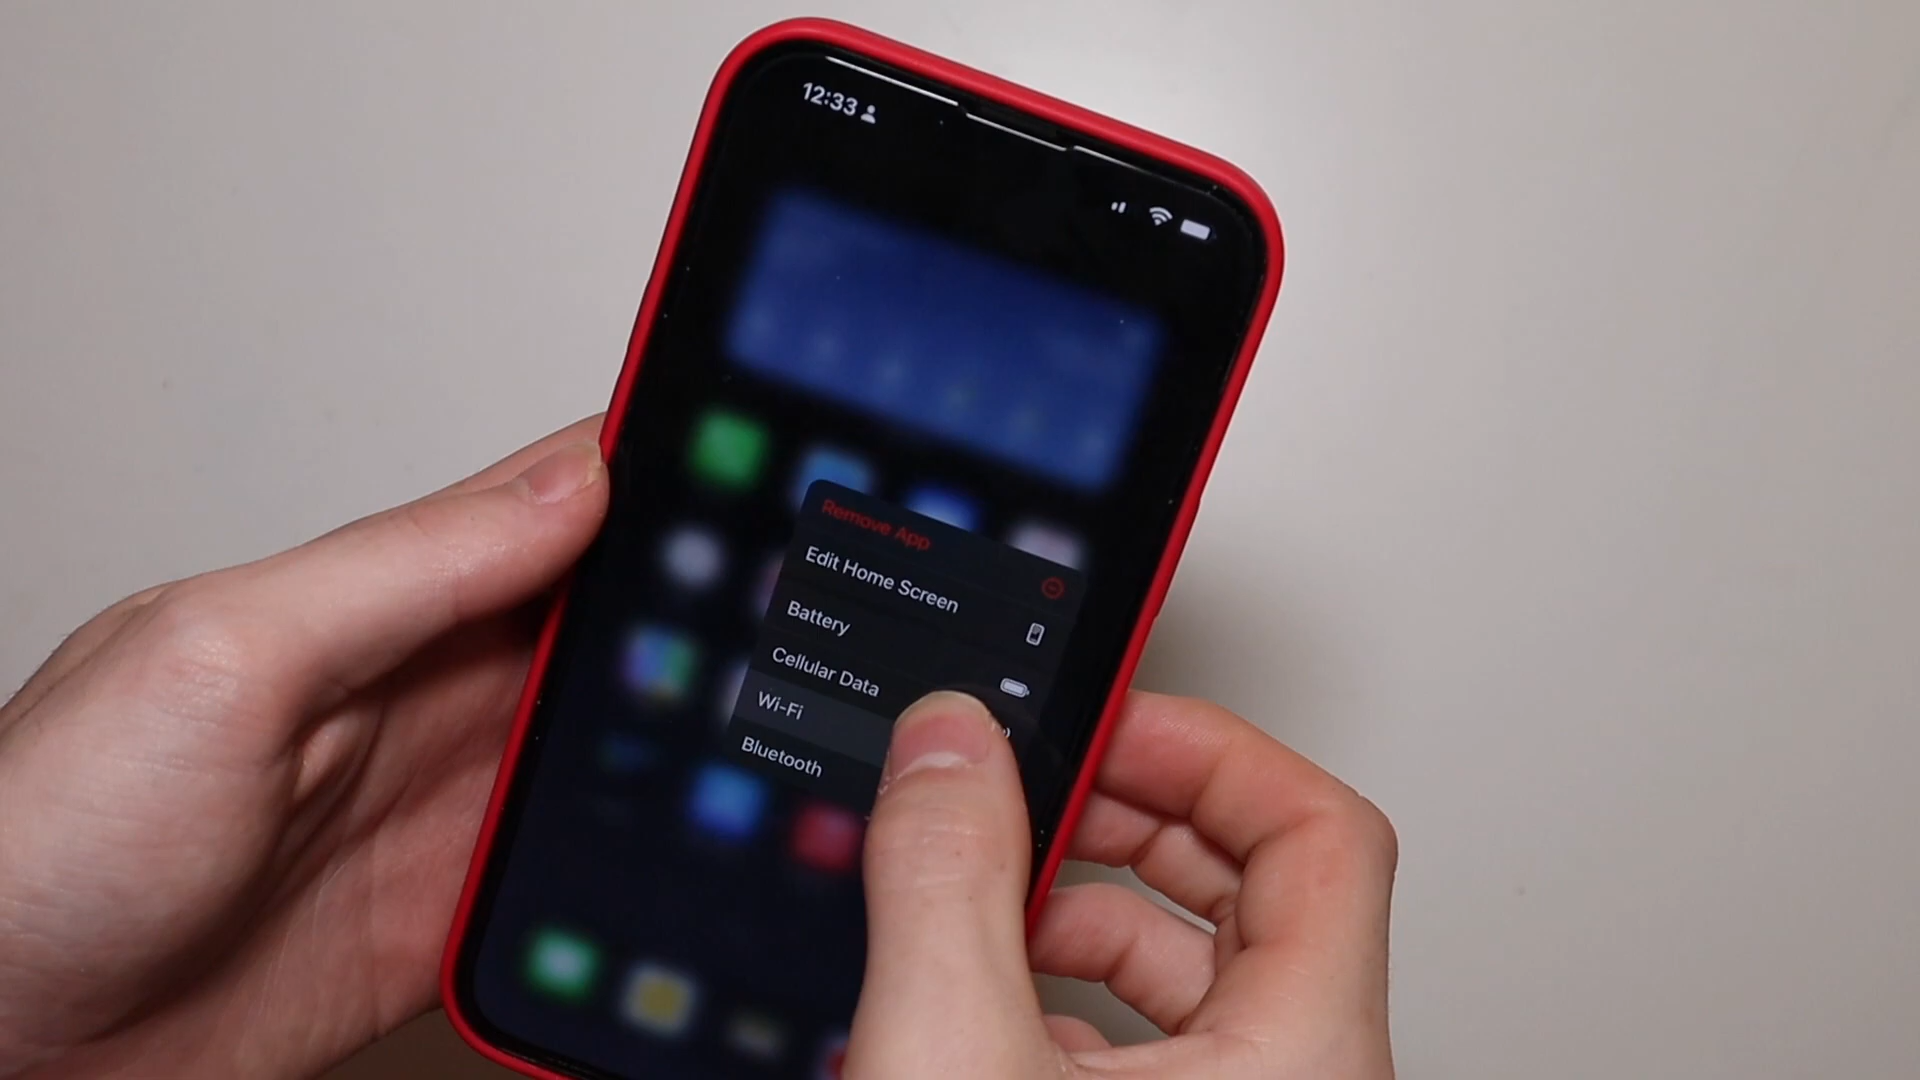 12:33
Remove App
Edit Home Screen
Battery
Cellular Data
Wi-Fi
Bluetooth